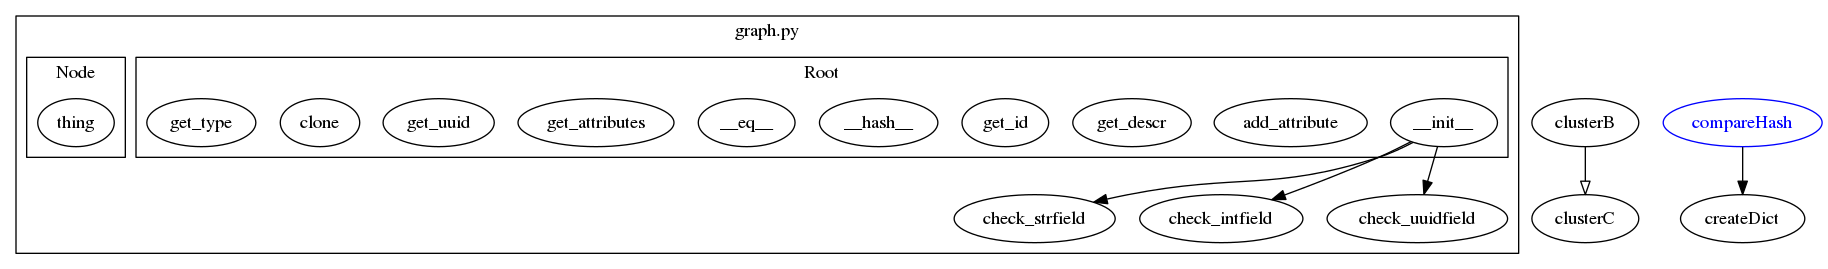 graph.py
Node
Root
thing
get_type
clone
get_uuid
get_attributes
__eq__
__hash__
get_id
get_descr
add_attribute
__init__
clusterB
compareHash
check_strfield
check_intfield
check_uuidfield
clusterC
createDict